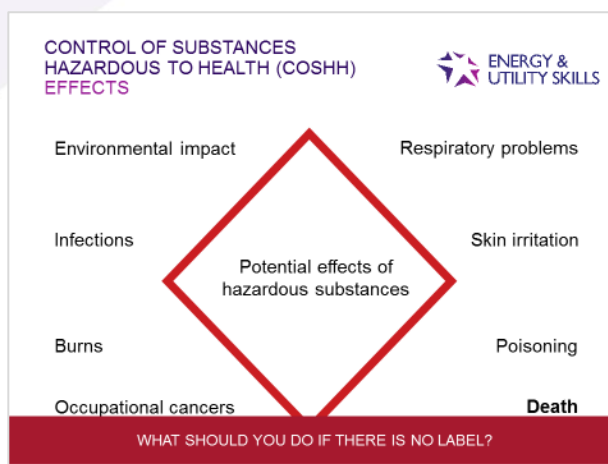 CONTROL OF SUBSTANCES
HAZARDOUS TO HEALTH (COSHH)
EFFECTS
ENERGY &
UTILITY SKILLS
Environmental impact
Respiratory problems
Infections
Skin irritation
Potential effects of
hazardous substances
Burns
Poisoning
Occupational cancers
Death
WHAT SHOULD YOU DO IF THERE IS NO LABEL?